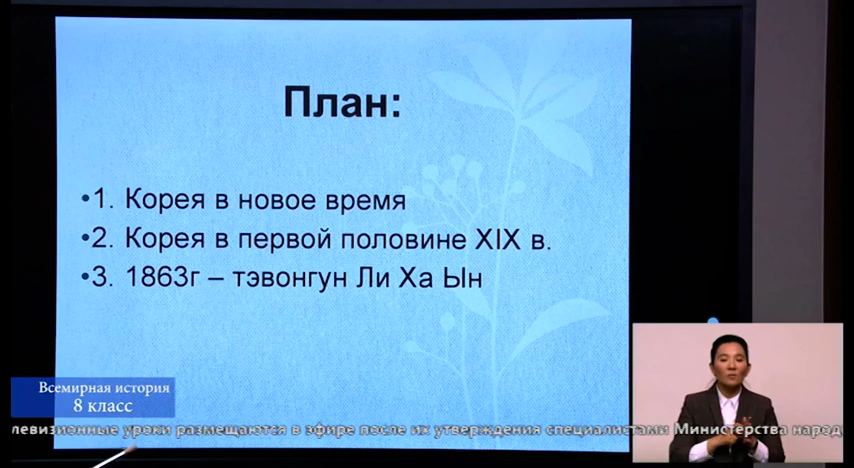 План:
•1. Корея в новое время
•2. Корея в первой половине XIX в.
•3. 1863г – тэвонгун Ли Ха Ын
Всемирная история
8 класс
левизионные уроки размещаются в эфире после их утверждения специалистами Министерства народ